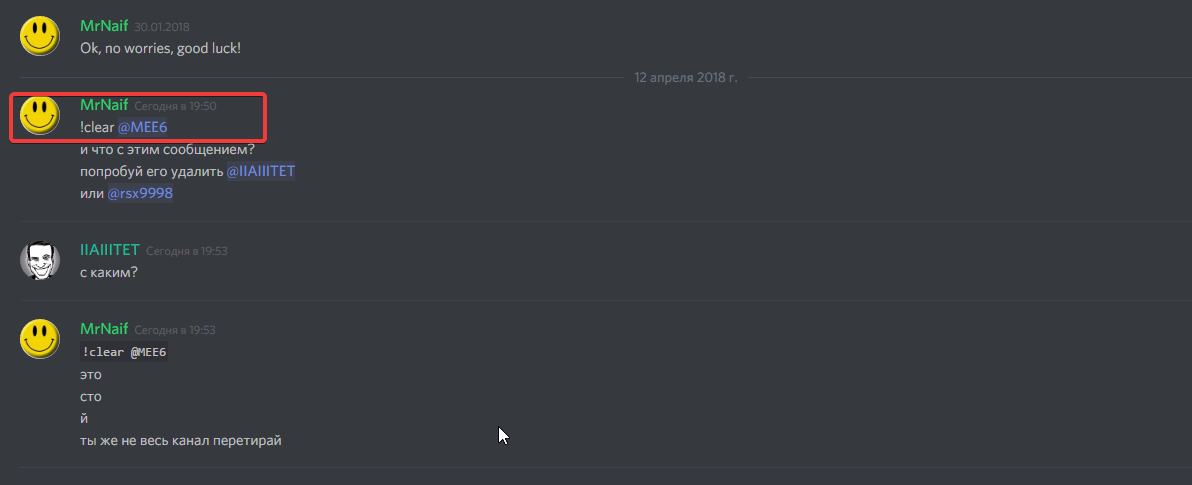 MrNaif 30.01.2018
Ok, no worries, good luck!
12 апреля 2018 г.
MrNaif Сегодня в 19:50
!clear @MEE6
и что с этим сообщением?
попробуй его удалить @IIAIIITET
или @rsx9998
IIAIIITET Сегодня в 19:53
с каким?
MrNaif Сегодня в 19:53
!clear @MEE6
это
сто
й
ты же не весь канал перетирай